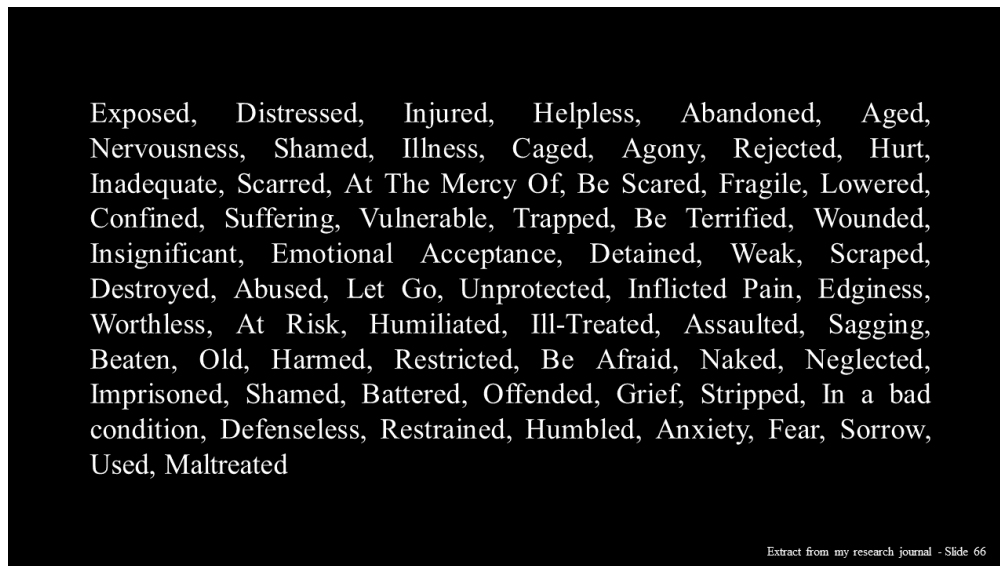 Exposed, Distressed, Injured, Helpless, Abandoned, Aged,
Nervousness, Shamed, Illness, Caged, Agony, Rejected, Hurt,
Inadequate, Scarred, At The Mercy Of, Be Scared, Fragile, Lowered,
Confined, Suffering, Vulnerable, Trapped, Be Terrified, Wounded,
Insignificant, Emotional Acceptance, Detained, Weak, Scraped,
Destroyed, Abused, Let Go, Unprotected, Inflicted Pain, Edginess,
Worthless, At Risk, Humiliated, Ill-Treated, Assaulted, Sagging,
Beaten, Old, Harmed, Restricted, Be Afraid, Naked, Neglected,
Imprisoned, Shamed, Battered, Offended, Grief, Stripped, In a bad
condition, Defenseless, Restrained, Humbled, Anxiety, Fear, Sorrow,
Used, Maltreated
Extract from my research journal - Slide 66